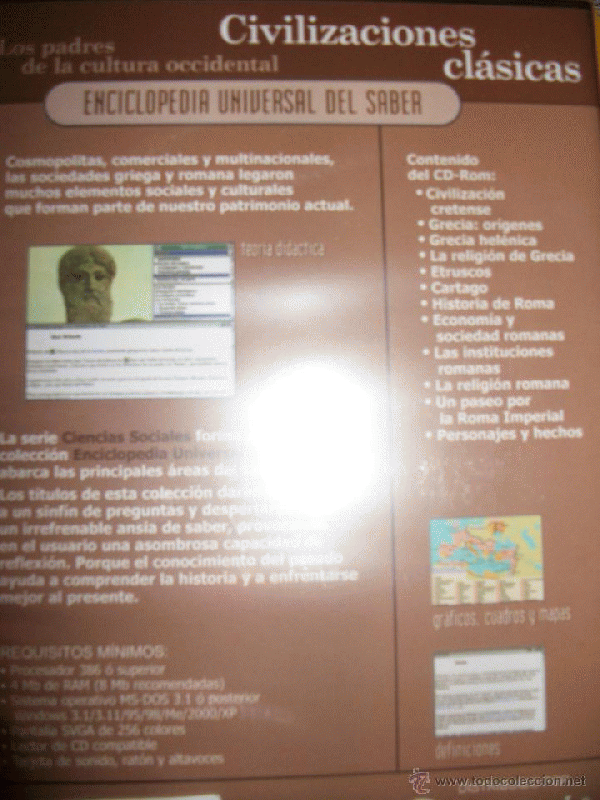 Civilizaciones
clásicas
Los padres
de la cultura occidental
ENCICLOPEDIA UNIVERSAL DEL SABER
Cosmopolitas, comerciales y multinacionales,
las sociedades griega y romana legaron
muchos elementos sociales y culturales
que forman parte de nuestro patrimonio actual.
teoría didáctica
La serie Ciencias Sociales
colección Enciclopedia
abarca las principales áreas
Los títulos de esta colección
a un sinfín de preguntas y
un irrefrenable ansia de saber,
en el usuario una asombrosa capacidad de
reflexión. Porque el conocimiento del pasado
ayuda a comprender la historia y a enfrentarse
mejor al presente.
REQUISITOS MÍNIMOS:
• Procesador 386 ó superior
• 4 Mb de RAM (8 Mb recomendadas)
• Sistema operativo MS-DOS 3.1 ó posterior
Windows 3.1/3.11/95/98/Me/2000/XP
• Pantalla SVGA de 256 colores
• Lector de CD compatible
• Tarjeta de sonido, ratón y altavoces
Contenido
del CD-Rom:
• Civilización
cretense
• Grecia: orígenes
• Grecia helénica
• La religión de Grecia
• Etruscos
• Cartago
• Historia de Roma
• Economía y
sociedad romanas
• Las instituciones
romanas
• La religión romana
• Un paseo por
la Roma Imperial
• Personajes y hechos
gráficos, cuadros y mapas
definiciones
© www.todocoleccion.net